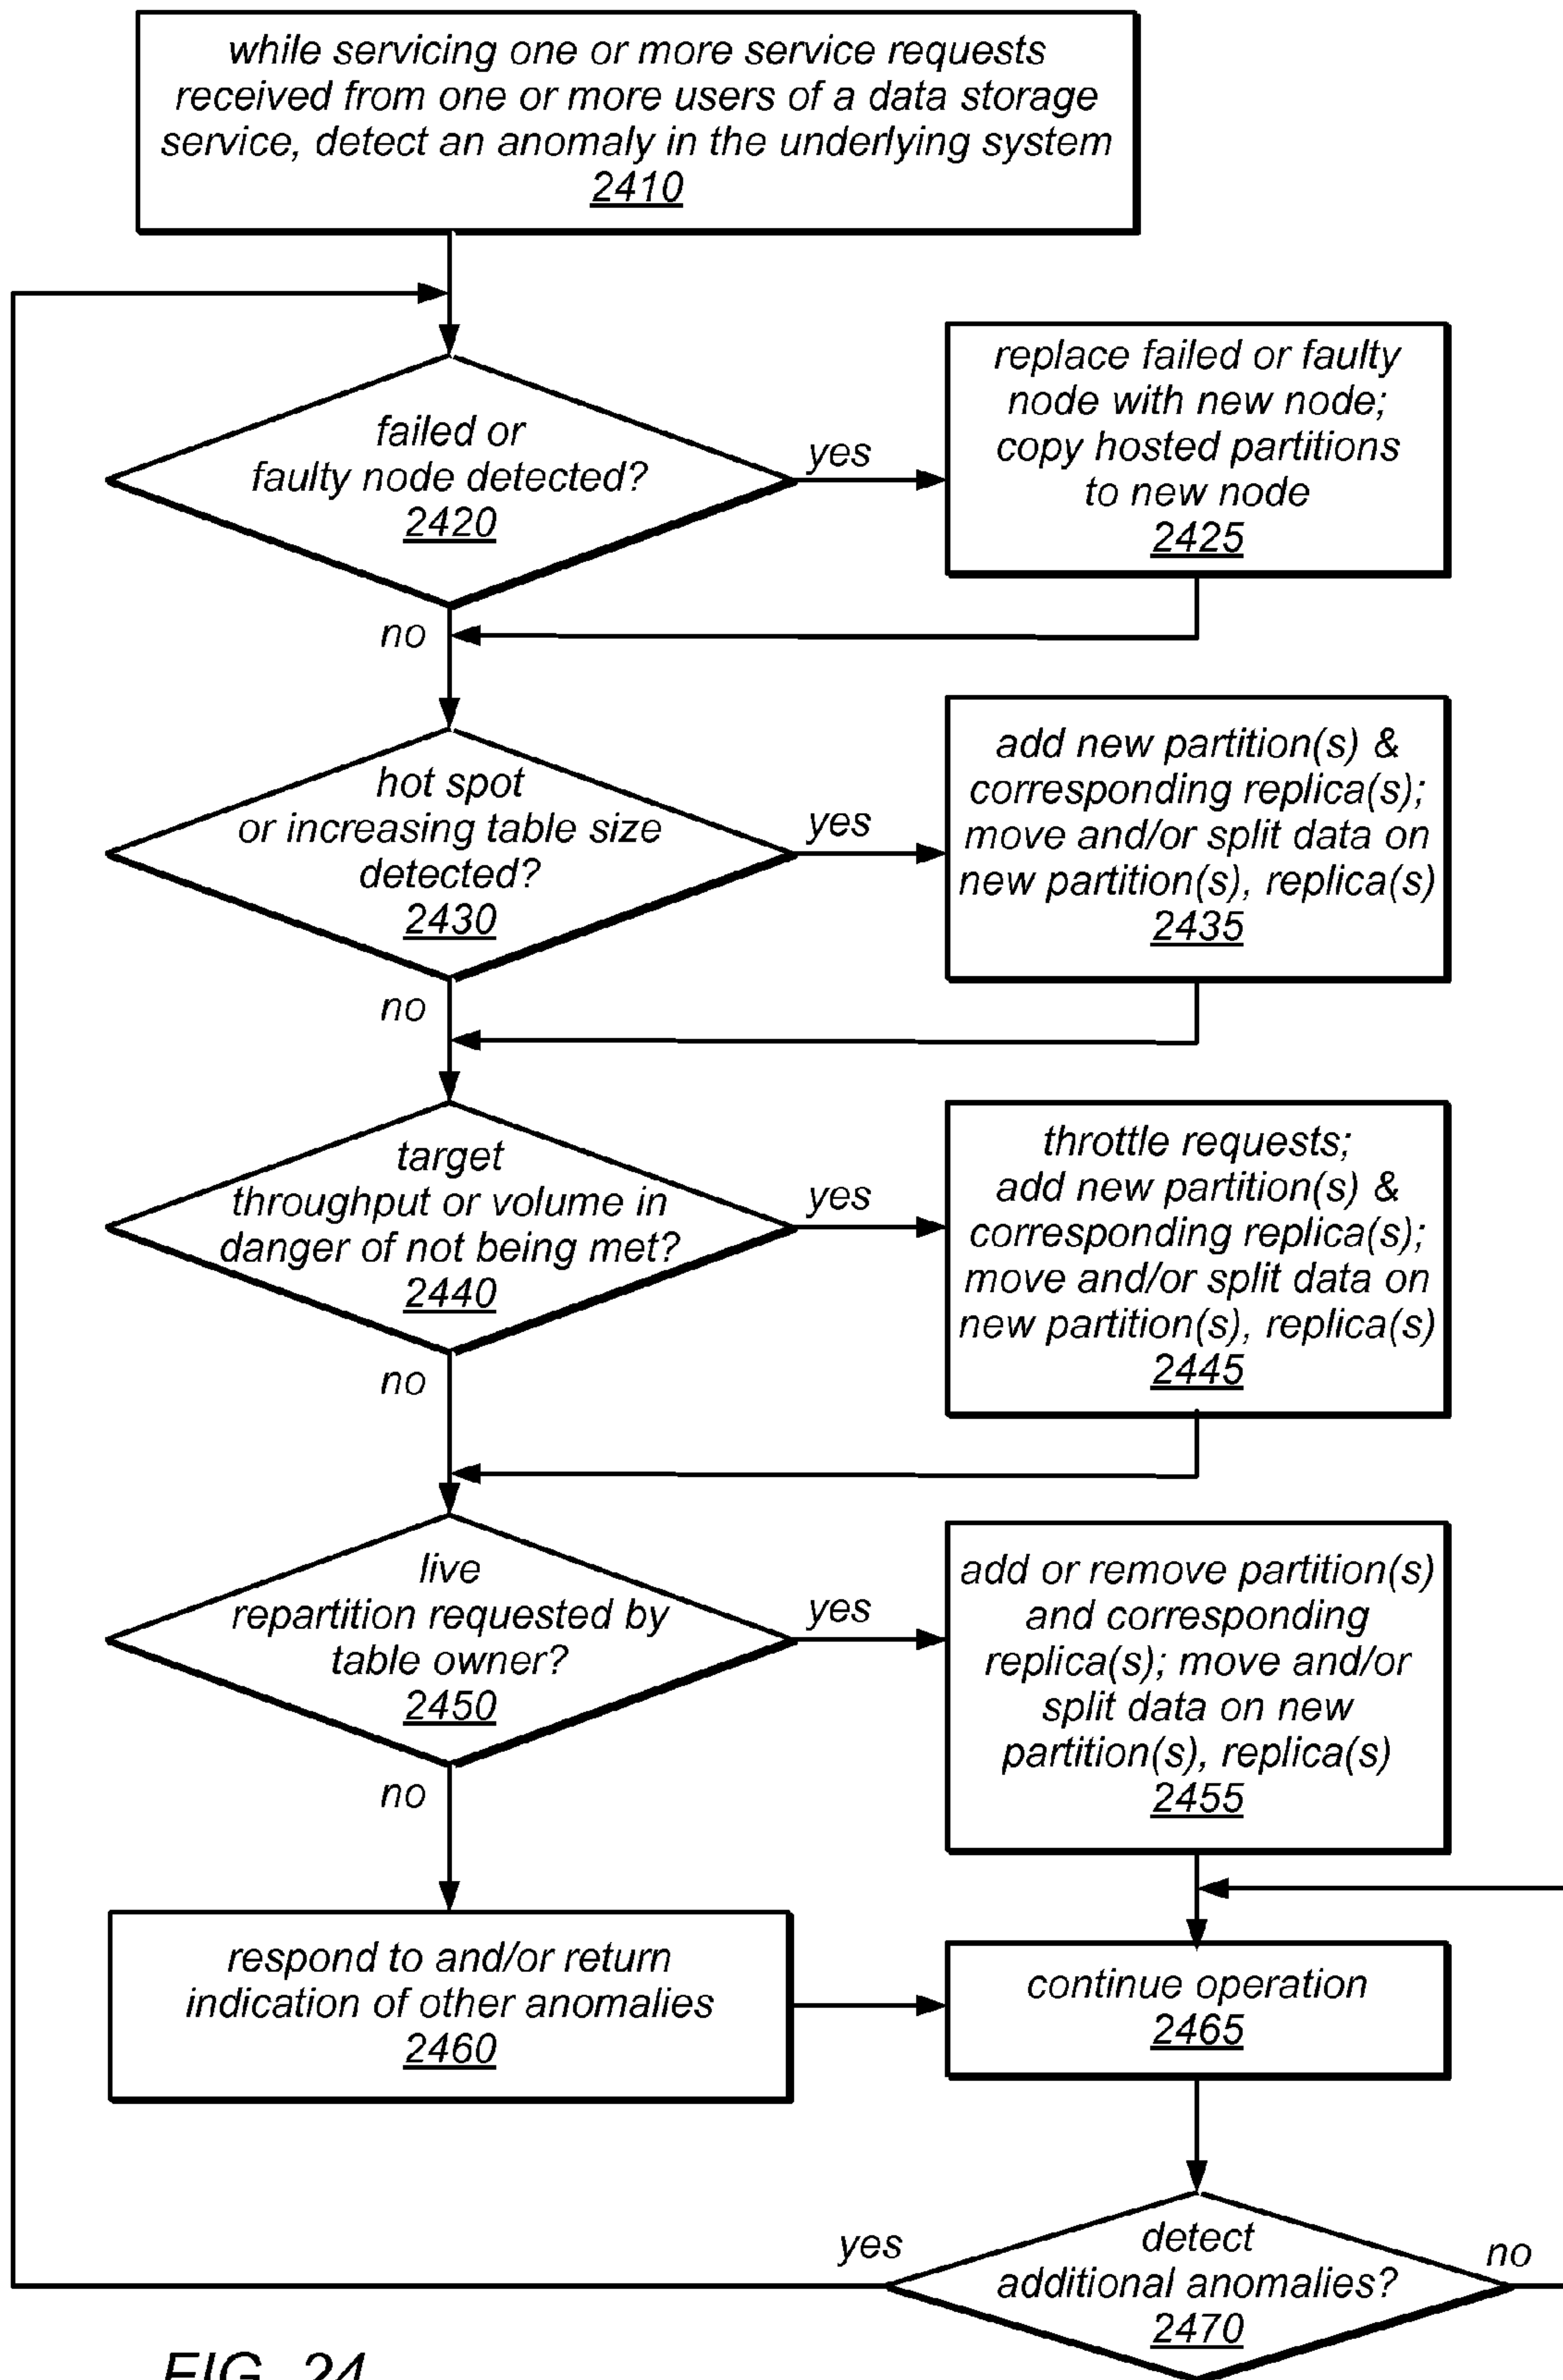 while servicing one or more service requests
received from one or more users of a data storage
service, detect an anomaly in the underlying system
2410
failed or
faulty node detected?
2420
yes
replace failed or faulty
node with new node;
copy hosted partitions
to new node
2425
no
hot spot
or increasing table size
detected?
2430
yes
add new partition(s) &
corresponding replica(s);
move and/or split data on
new partition(s), replica(s)
2435
no
target
throughput or volume in
danger of not being met?
2440
yes
throttle requests;
add new partition(s) &
corresponding replica(s);
move and/or split data on
new partition(s), replica(s)
2445
no
live
repartition requested by
table owner?
2450
yes
add or remove partition(s)
and corresponding
replica(s); move and/or
split data on new
partition(s), replica(s)
2455
no
respond to and/or return
indication of other anomalies
2460
continue operation
2465
yes
detect
additional anomalies?
2470
no
FIG. 24